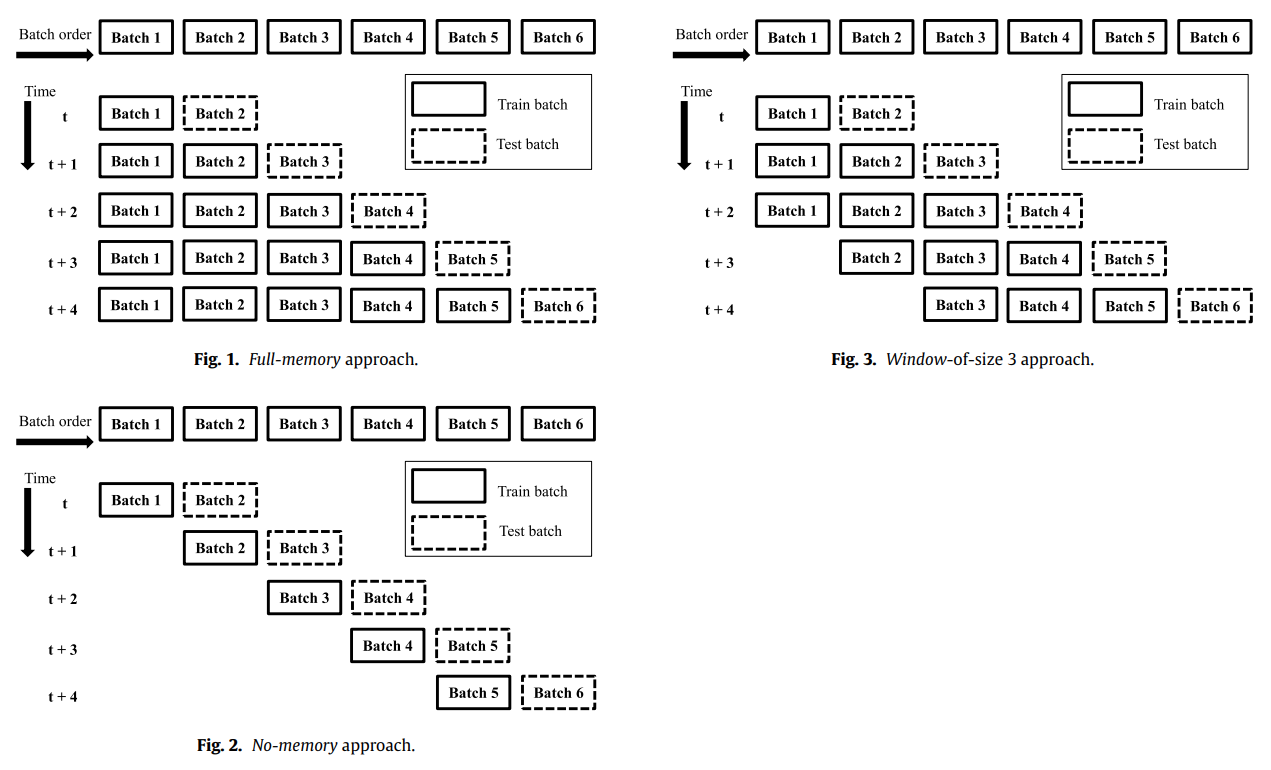 Batch order Batch 1 Batch 2 Batch 3 Batch 4 Batch 5 Batch 6
Time
Train batch
Test batch
t Batch 1 Batch 2
t + 1 Batch 1 Batch 2 Batch 3
t + 2 Batch 1 Batch 2 Batch 3 Batch 4
t + 3 Batch 1 Batch 2 Batch 3 Batch 4 Batch 5
t + 4 Batch 1 Batch 2 Batch 3 Batch 4 Batch 5 Batch 6
Fig. 1. Full-memory approach.
Batch order Batch 1 Batch 2 Batch 3 Batch 4 Batch 5 Batch 6
Time
Train batch
Test batch
t Batch 1 Batch 2
t + 1 Batch 2 Batch 3
t + 2 Batch 3 Batch 4
t + 3 Batch 4 Batch 5
t + 4 Batch 5 Batch 6
Fig. 2. No-memory approach.
Batch order Batch 1 Batch 2 Batch 3 Batch 4 Batch 5 Batch 6
Time
Train batch
Test batch
t Batch 1 Batch 2
t + 1 Batch 1 Batch 2 Batch 3
t + 2 Batch 1 Batch 2 Batch 3 Batch 4
t + 3 Batch 2 Batch 3 Batch 4 Batch 5
t + 4 Batch 3 Batch 4 Batch 5 Batch 6
Fig. 3. Window-of-size 3 approach.